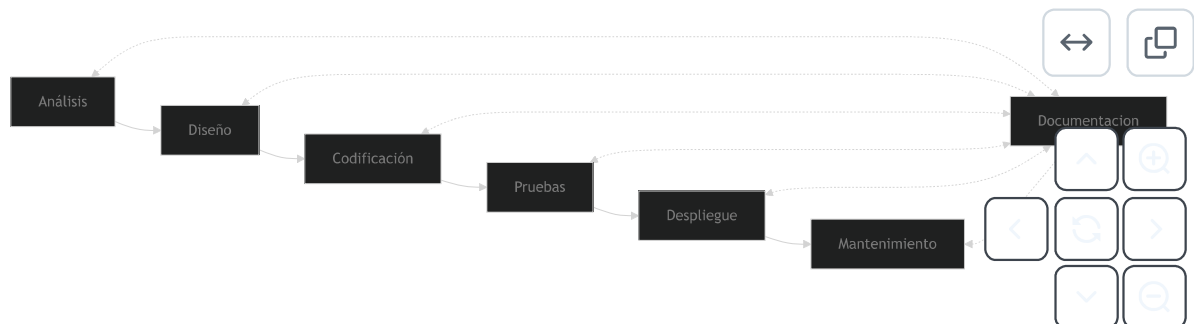 Análisis
Diseño
Codificación
Pruebas
Despliegue
Mantenimiento
Documentacion